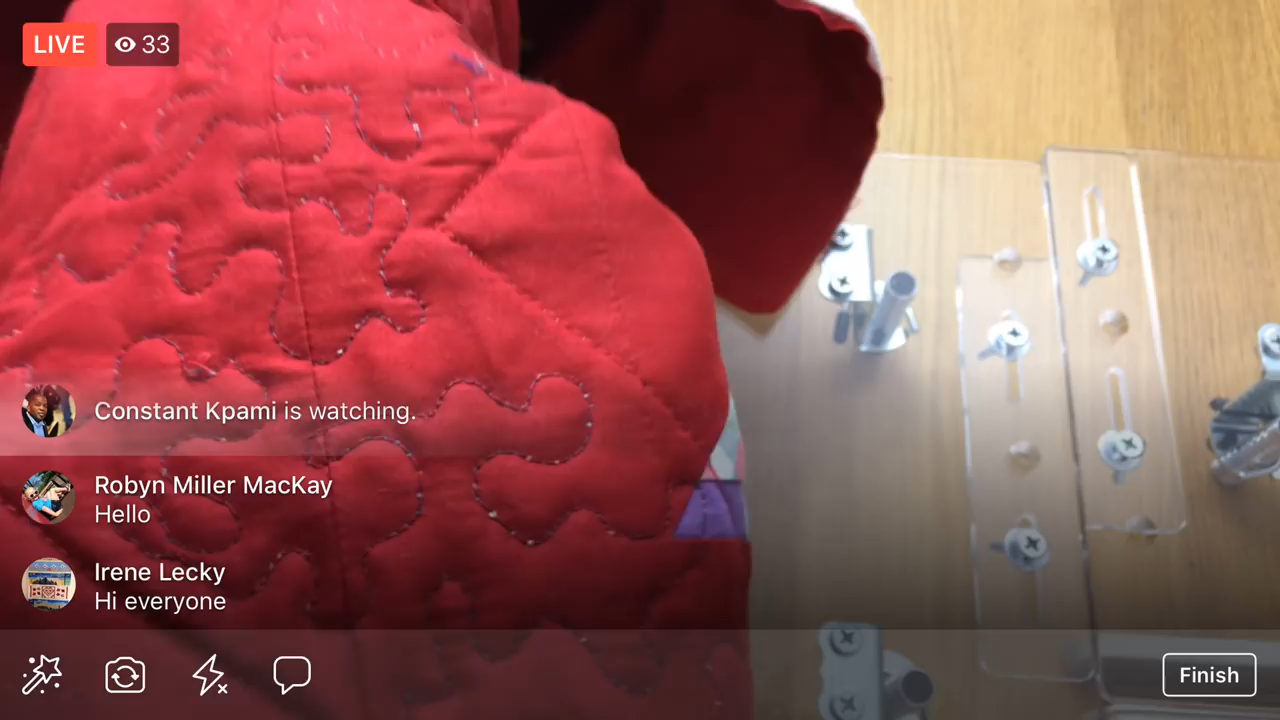 LIVE
33
Constant Kpami is watching.
Robyn Miller MacKay
Hello
Irene Lecky
Hi everyone
Finish